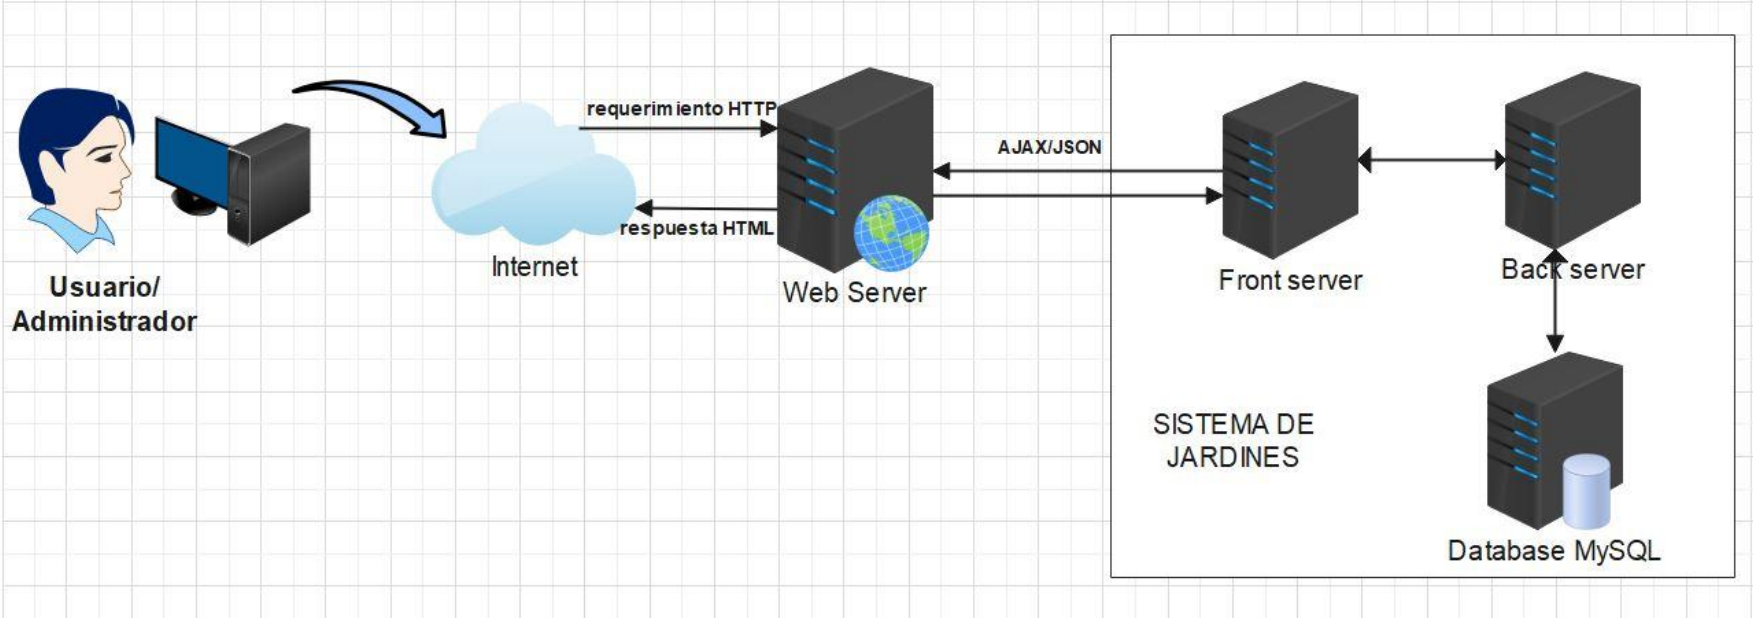 requerimiento HTTP
AJAX/JSON
respuesta HTML
Internet
Usuario/
Administrador
Web Server
Front server
Back server
SISTEMA DE
JARDINES
Database MySQL